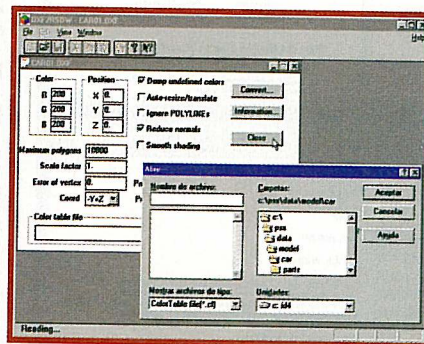 DXF2RSDW - CAR01.DXF
File Edit View Window
Help
CAR01.DXF
Color
Position
R 200
X 0.
G 200
Y 0.
B 200
Z 0.
Dump undefined colors
Auto-resize/translate
Ignore POLYLINEs
Reduce normals
Smooth shading
Convert...
Information...
Close
Maximum polygons 10000
Scale factor 1.
Error of vertex 0.
Coord -Y+Z
Color table file
Abrir
Nombre de archivo:
Carpetas:
c:\psx\data\model\car
c:\
psx
data
model
car
parts
Aceptar
Cancelar
Ayuda
Mostrar archivos de tipo:
ColorTable file(*.ctl)
Unidades:
c: id4
Reading...